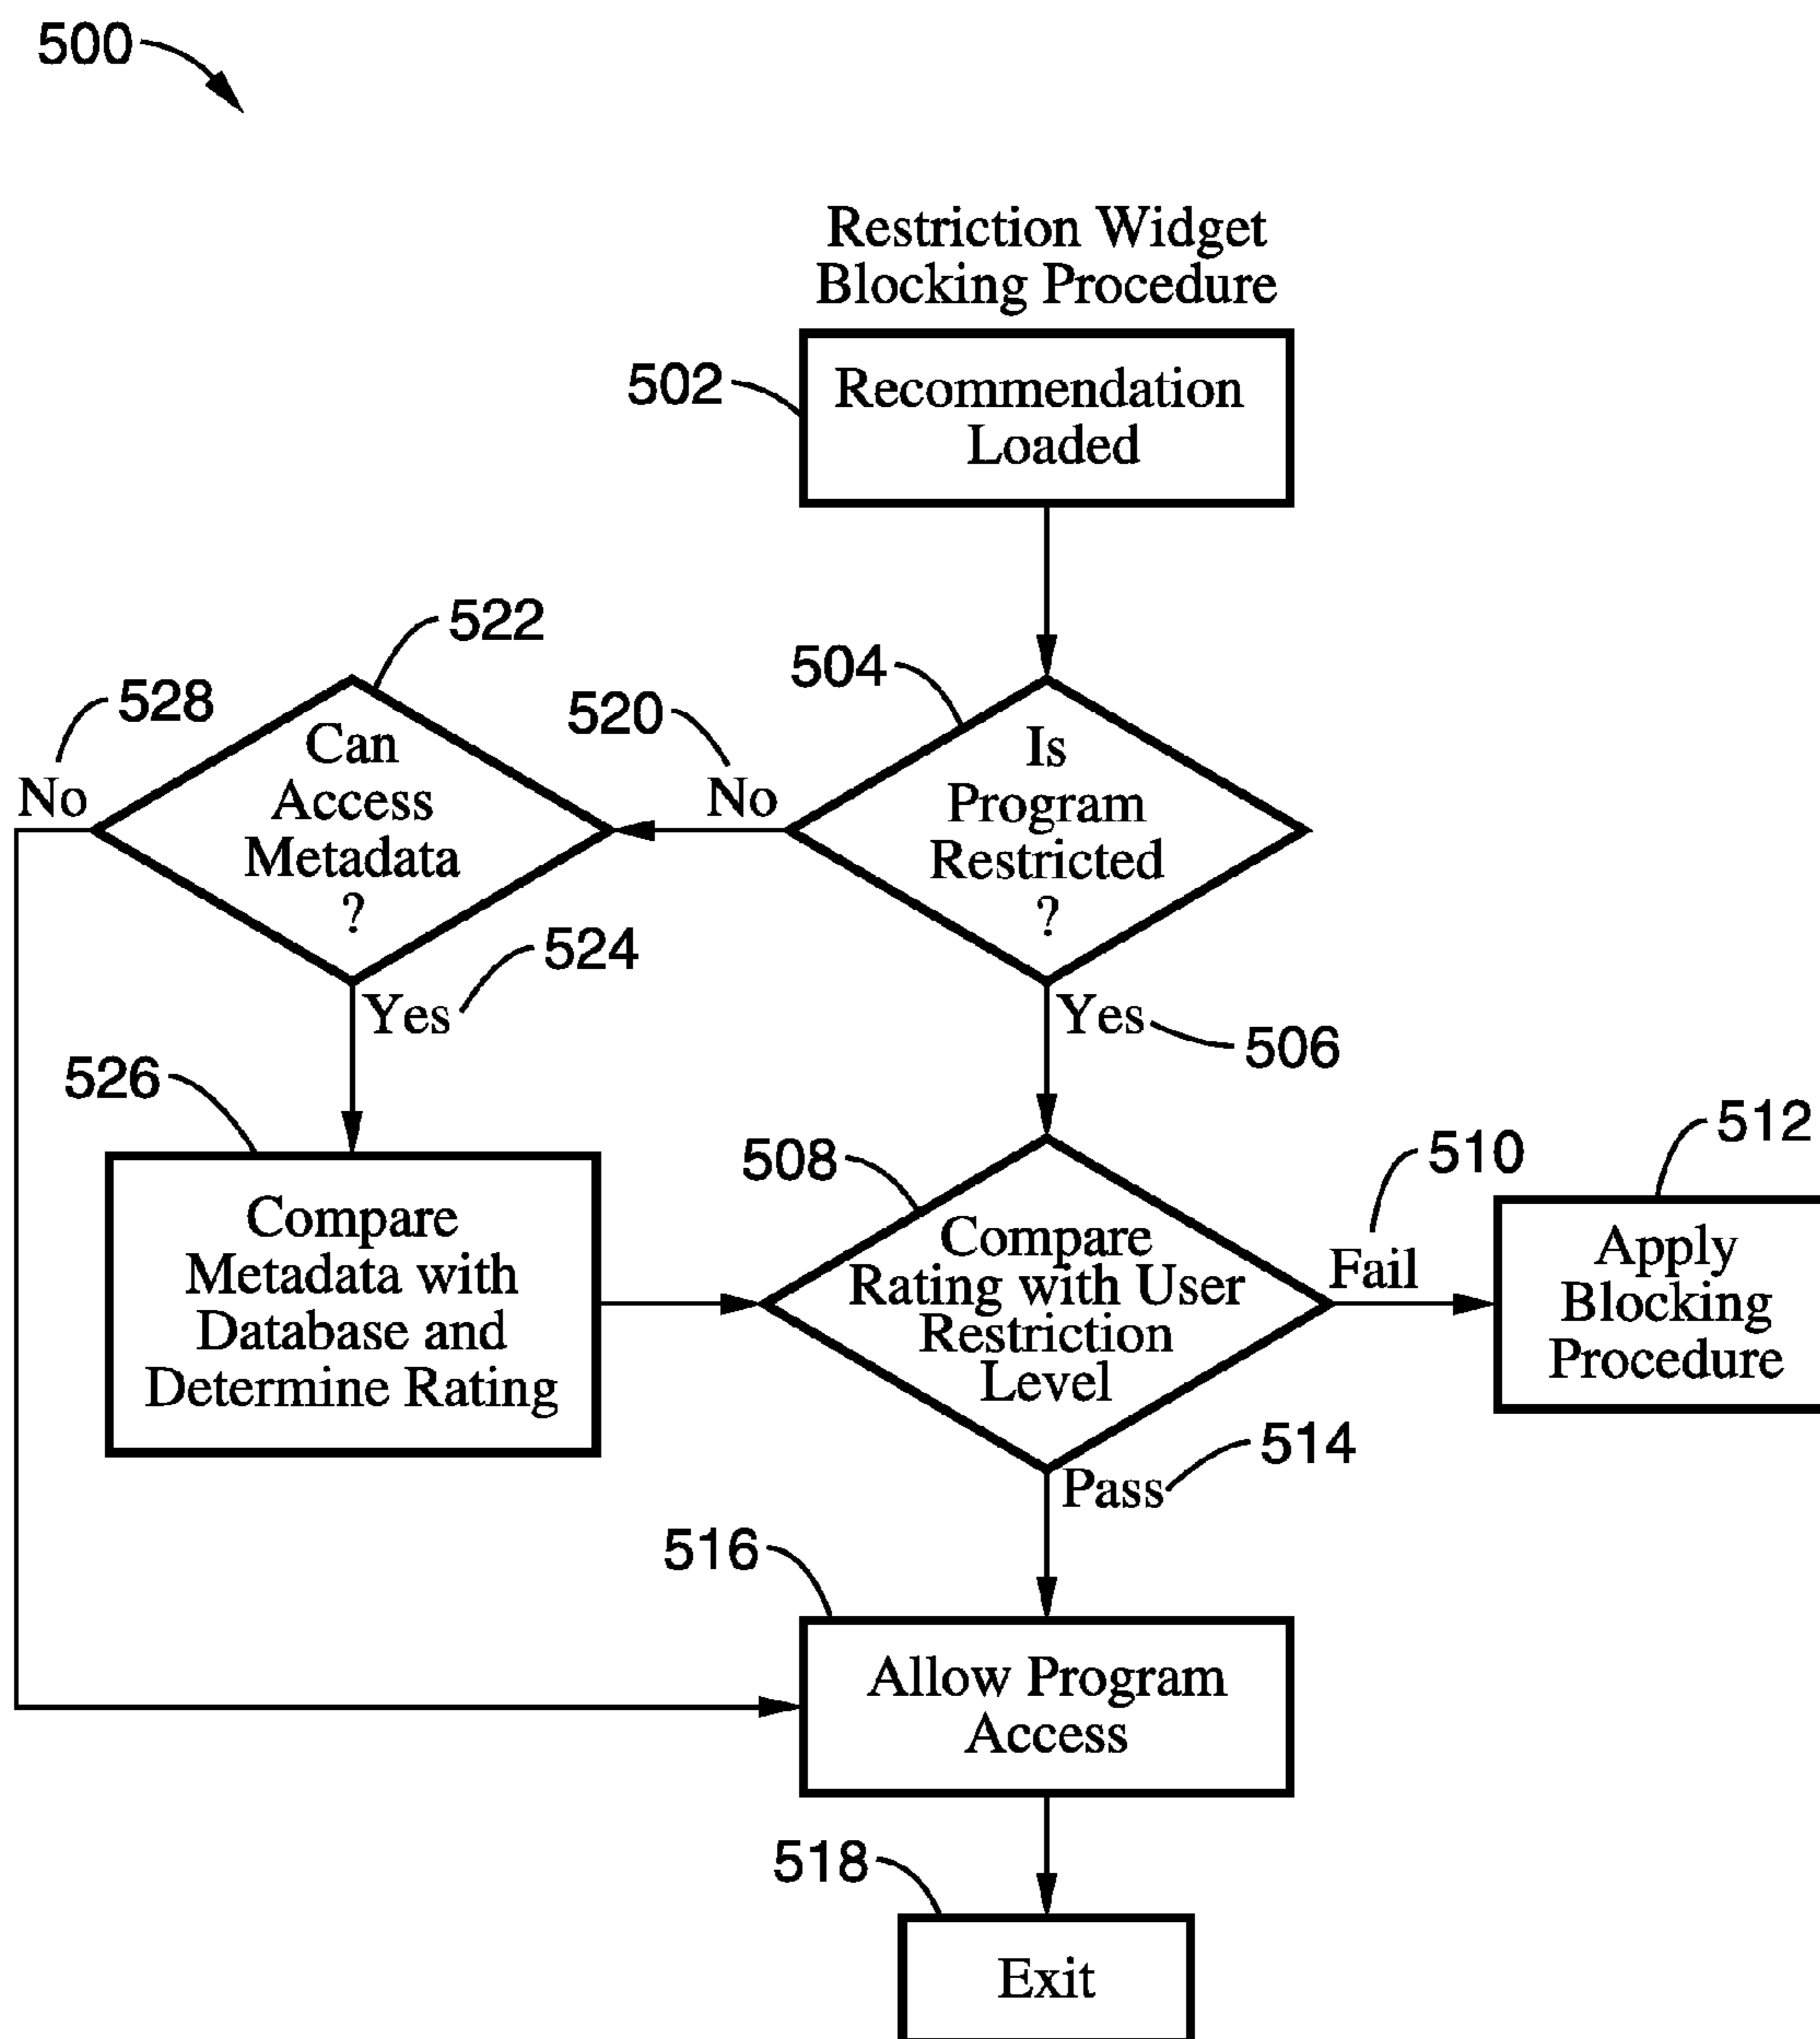 500
Restriction Widget
Blocking Procedure
502
Recommendation
Loaded
522
504
528
520
Can
Access
Metadata
?
No
No
Is
Program
Restricted
?
524
Yes
Yes
506
526
508
510
512
Compare
Metadata with
Database and
Determine Rating
Compare
Rating with User
Restriction
Level
Fail
Apply
Blocking
Procedure
514
Pass
516
Allow Program
Access
518
Exit